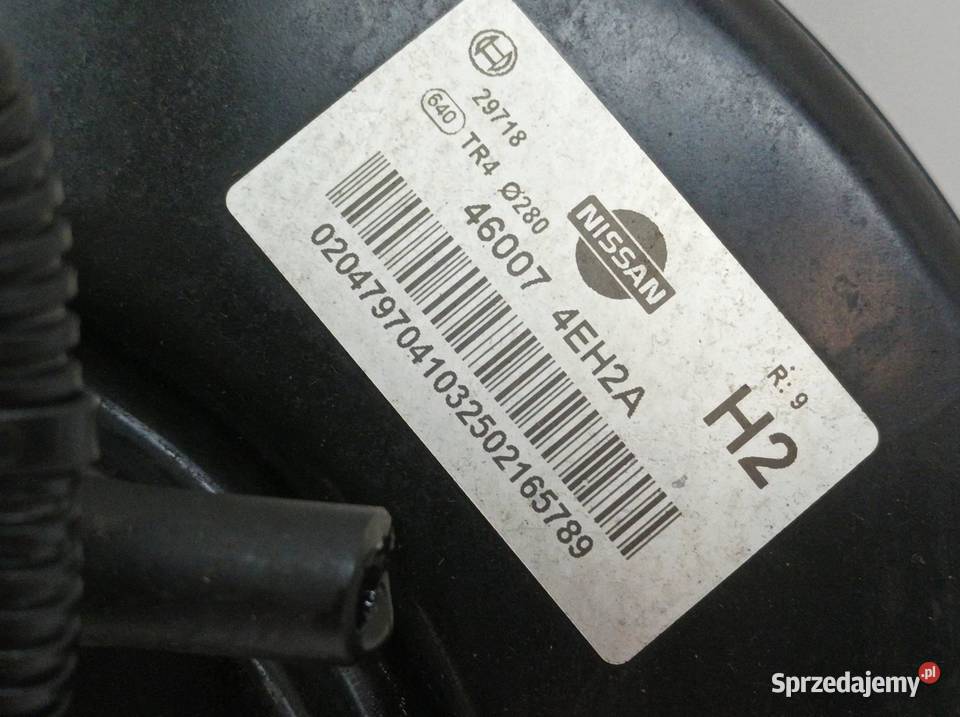 29718
640 TR4 Ø280
NISSAN
46007 4EH2A
0204797041032502165789
R: 9
H2
Sprzedajemy.pl